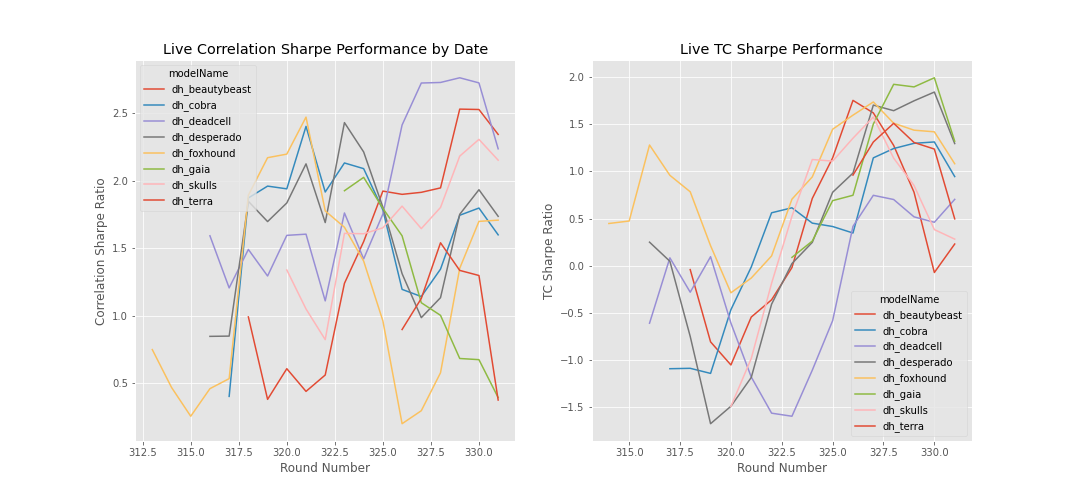 Live Correlation Sharpe Performance by Date
modelName
dh_beautybeast
dh_cobra
dh_deadcell
dh_desperado
dh_foxhound
dh_gaia
dh_skulls
dh_terra
Correlation Sharpe Ratio
2.5
2.0
1.5
1.0
0.5
312.5 315.0 317.5 320.0 322.5 325.0 327.5 330.0
Round Number
Live TC Sharpe Performance
TC Sharpe Ratio
2.0
1.5
1.0
0.5
0.0
−0.5
−1.0
−1.5
modelName
dh_beautybeast
dh_cobra
dh_deadcell
dh_desperado
dh_foxhound
dh_gaia
dh_skulls
dh_terra
315.0 317.5 320.0 322.5 325.0 327.5 330.0
Round Number